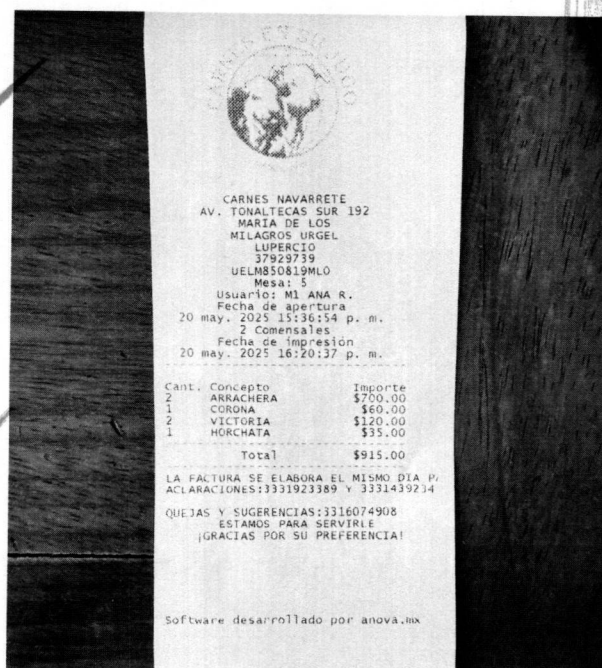 CARNES EN SU JUGO
CARNES NAVARRETE
AV. TONALTECAS SUR 192
MARIA DE LOS
MILAGROS URGEL
LUPERCIO
37929739
UELM850819ML0
Mesa: 5
Usuario: M1 ANA R.
Fecha de apertura
20 may. 2025 15:36:54 p. m.
2 Comensales
Fecha de impresión
20 may. 2025 16:20:37 p. m.
Cant. Concepto Importe
2 ARRACHERA $700.00
1 CORONA $60.00
2 VICTORIA $120.00
1 HORCHATA $35.00
Total $915.00
LA FACTURA SE ELABORA EL MISMO DIA P
ACLARACIONES:3331923389 Y 3331439234
QUEJAS Y SUGERENCIAS:3316074908
ESTAMOS PARA SERVIRLE
¡GRACIAS POR SU PREFERENCIA!
Software desarrollado por anova.mx